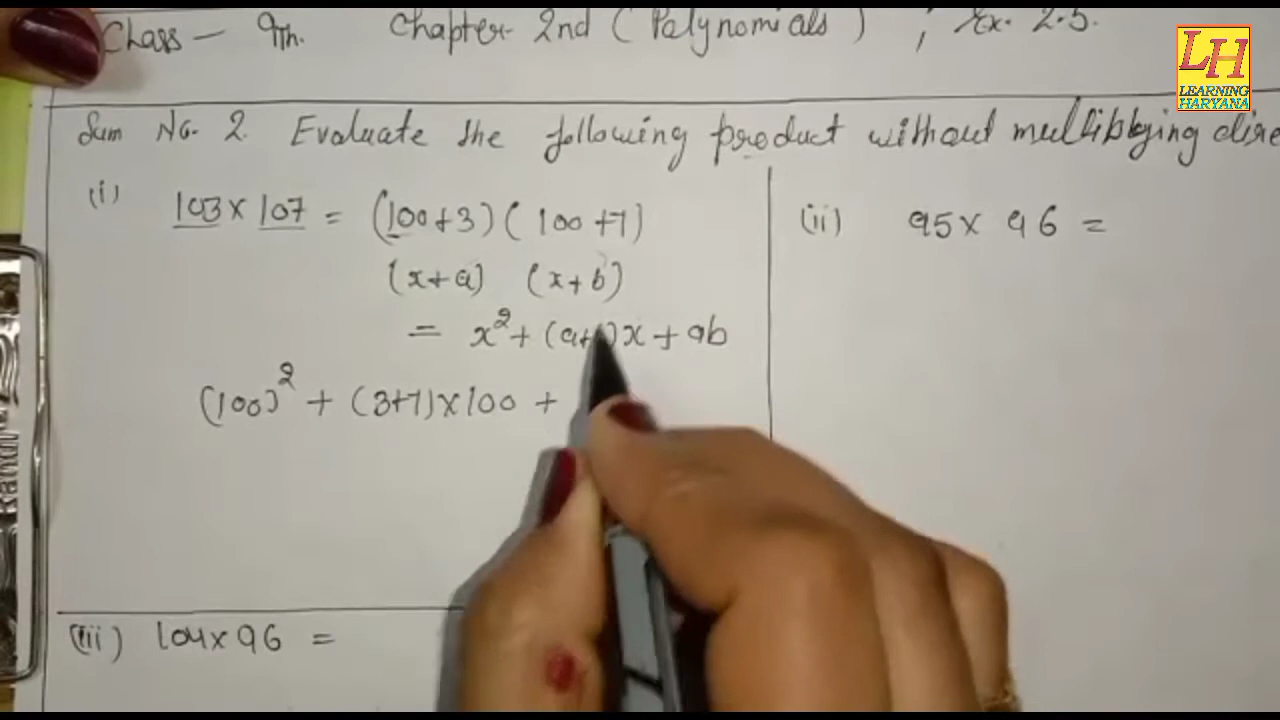 Class - 9th. Chapter- 2nd (Polynomials) , Ex. 2.5.
LH
LEARNING
HARYANA
Sum No. 2. Evaluate the following product without multiplying dire
(i) 103 x 107 = (100+3)(100+7)
(x+a) (x+b)
= x² + (a+ )x + ab
(100)² + (3+7)x100 +
(ii) 95 x 96 =
(iii) 104 x 96 =